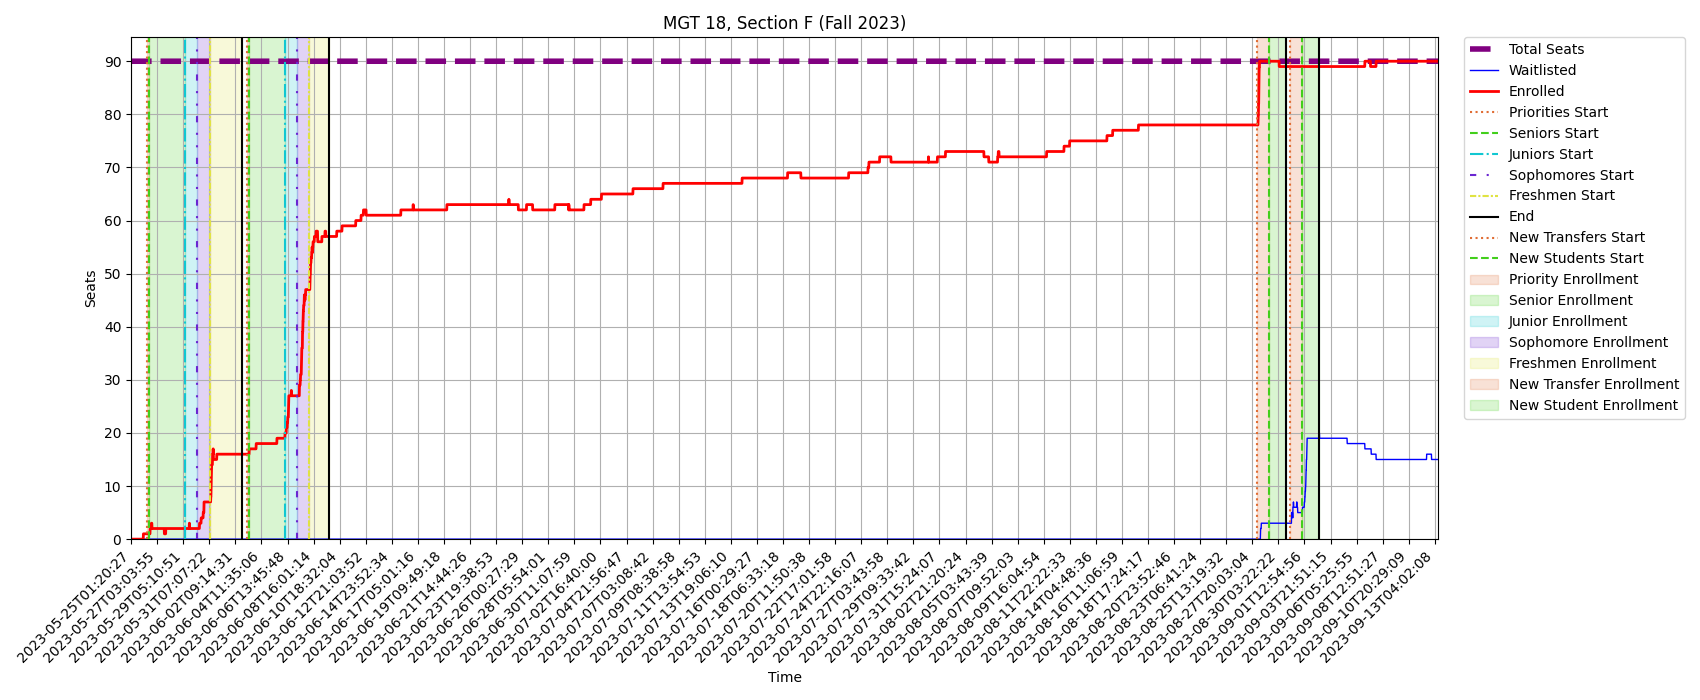 MGT 18, Section F (Fall 2023)
Seats
90
80
70
60
50
40
30
20
10
0
2023-05-25T01:20:27
2023-05-27T03:03:55
2023-05-29T05:10:51
2023-05-31T07:07:22
2023-06-02T09:14:31
2023-06-04T11:35:06
2023-06-06T13:45:48
2023-06-08T16:01:14
2023-06-10T18:32:04
2023-06-12T21:03:52
2023-06-14T23:52:34
2023-06-17T05:01:16
2023-06-19T09:49:18
2023-06-21T14:44:26
2023-06-23T19:38:53
2023-06-26T00:27:29
2023-06-28T05:54:01
2023-06-30T11:07:59
2023-07-02T16:40:00
2023-07-04T21:56:47
2023-07-07T03:08:42
2023-07-09T08:38:58
2023-07-11T13:54:53
2023-07-13T19:06:10
2023-07-16T00:29:27
2023-07-18T06:33:18
2023-07-20T11:50:38
2023-07-22T17:01:58
2023-07-24T22:16:07
2023-07-27T03:43:58
2023-07-29T09:33:42
2023-07-31T15:24:07
2023-08-02T21:20:24
2023-08-05T03:43:39
2023-08-07T09:52:03
2023-08-09T16:04:54
2023-08-11T22:22:33
2023-08-14T04:48:36
2023-08-16T11:06:59
2023-08-18T17:24:17
2023-08-20T23:52:46
2023-08-23T06:41:24
2023-08-25T13:19:32
2023-08-27T20:03:04
2023-08-30T03:22:22
2023-09-01T12:54:56
2023-09-03T21:51:15
2023-09-06T05:25:55
2023-09-08T12:51:27
2023-09-10T20:29:09
2023-09-13T04:02:08
Time
Total Seats
Waitlisted
Enrolled
Priorities Start
Seniors Start
Juniors Start
Sophomores Start
Freshmen Start
End
New Transfers Start
New Students Start
Priority Enrollment
Senior Enrollment
Junior Enrollment
Sophomore Enrollment
Freshmen Enrollment
New Transfer Enrollment
New Student Enrollment